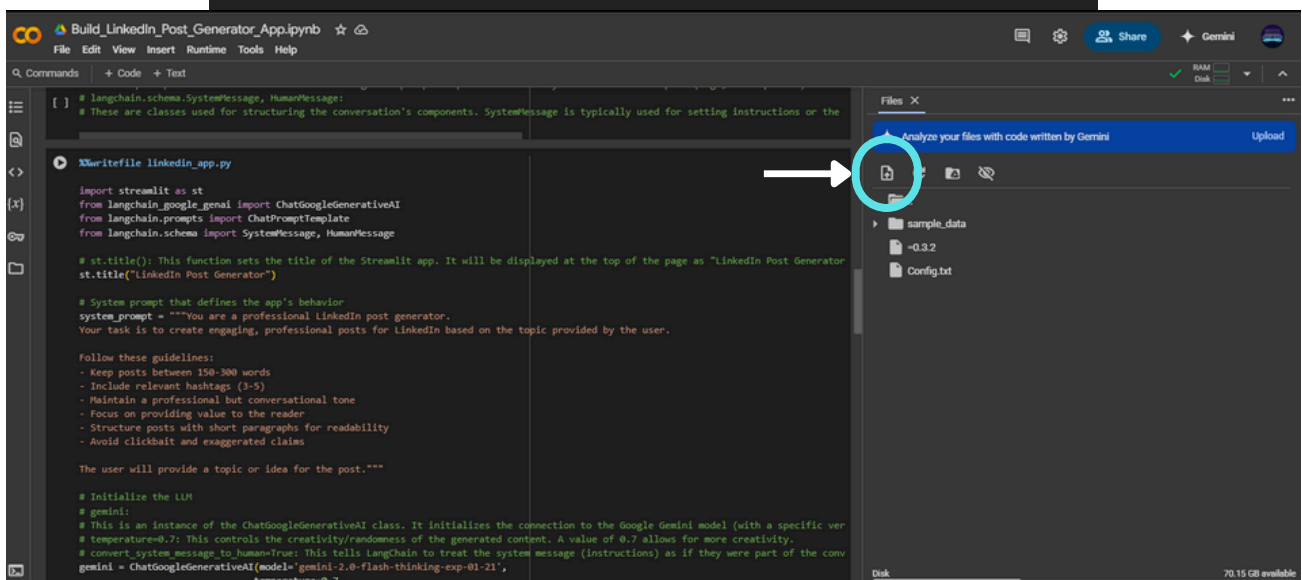 Build_LinkedIn_Post_Generator_App.ipynb
File Edit View Insert Runtime Tools Help
Share
Gemini
Commands + Code + Text
RAM
Disk
[ ] # langchain.schema.SystemMessage, HumanMessage:
# These are classes used for structuring the conversation's components. SystemMessage is typically used for setting instructions or the
%%writefile linkedin_app.py
import streamlit as st
from langchain_google_genai import ChatGoogleGenerativeAI
from langchain.prompts import ChatPromptTemplate
from langchain.schema import SystemMessage, HumanMessage
# st.title(): This function sets the title of the Streamlit app. It will be displayed at the top of the page as "LinkedIn Post Generator
st.title("LinkedIn Post Generator")
# System prompt that defines the app's behavior
system_prompt = """You are a professional LinkedIn post generator.
Your task is to create engaging, professional posts for LinkedIn based on the topic provided by the user.
Follow these guidelines:
- Keep posts between 150-300 words
- Include relevant hashtags (3-5)
- Maintain a professional but conversational tone
- Focus on providing value to the reader
- Structure posts with short paragraphs for readability
- Avoid clickbait and exaggerated claims
The user will provide a topic or idea for the post."""
# Initialize the LLM
# gemini:
# This is an instance of the ChatGoogleGenerativeAI class. It initializes the connection to the Google Gemini model (with a specific ver
# temperature=0.7: This controls the creativity/randomness of the generated content. A value of 0.7 allows for more creativity.
# convert_system_message_to_human=True: This tells LangChain to treat the system message (instructions) as if they were part of the conv
gemini = ChatGoogleGenerativeAI(model='gemini-2.0-flash-thinking-exp-01-21',
Files
Analyze your files with code written by Gemini
Upload
..
sample_data
=0.3.2
Config.txt
Disk
70.15 GB available